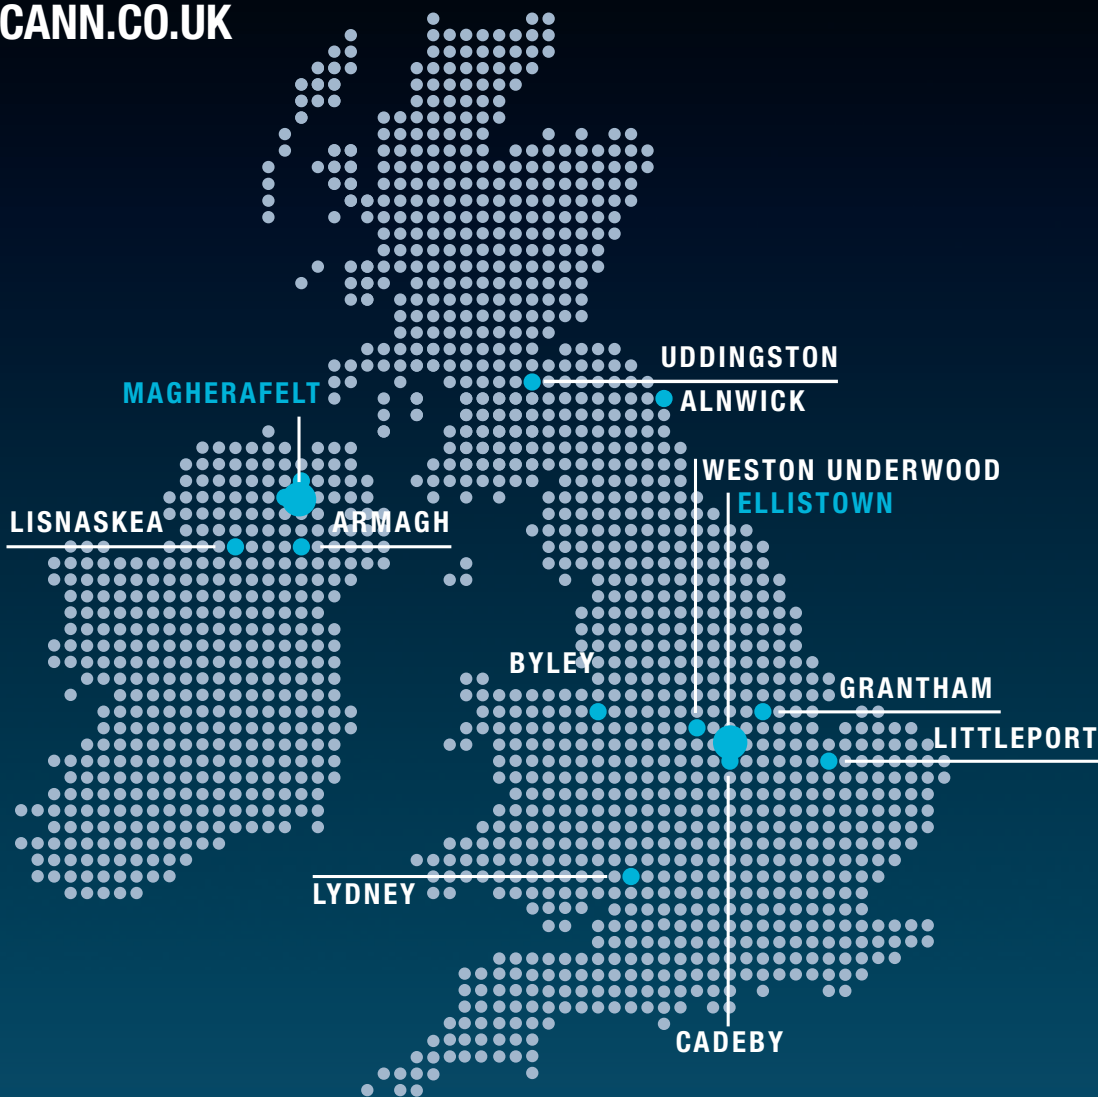 CANN.CO.UK
UDDINGSTON
MAGHERAFELT
ALNWICK
WESTON UNDERWOOD
ELLISTOWN
LISNASKEA
ARMAGH
BYLEY
GRANTHAM
LITTLEPORT
LYDNEY
CADEBY